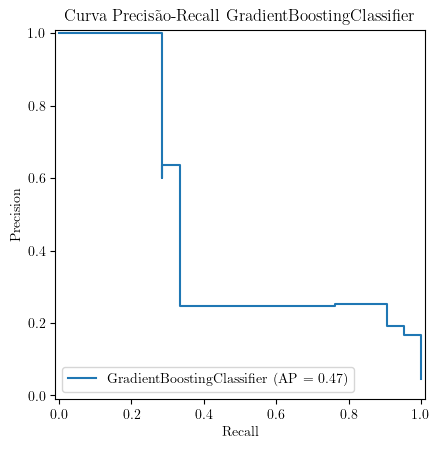 Curva Precisão-Recall GradientBoostingClassifier
1.0
0.8
0.6
0.4
0.2
0.0
Precision
GradientBoostingClassifier (AP = 0.47)
0.0 0.2 0.4 0.6 0.8 1.0
Recall